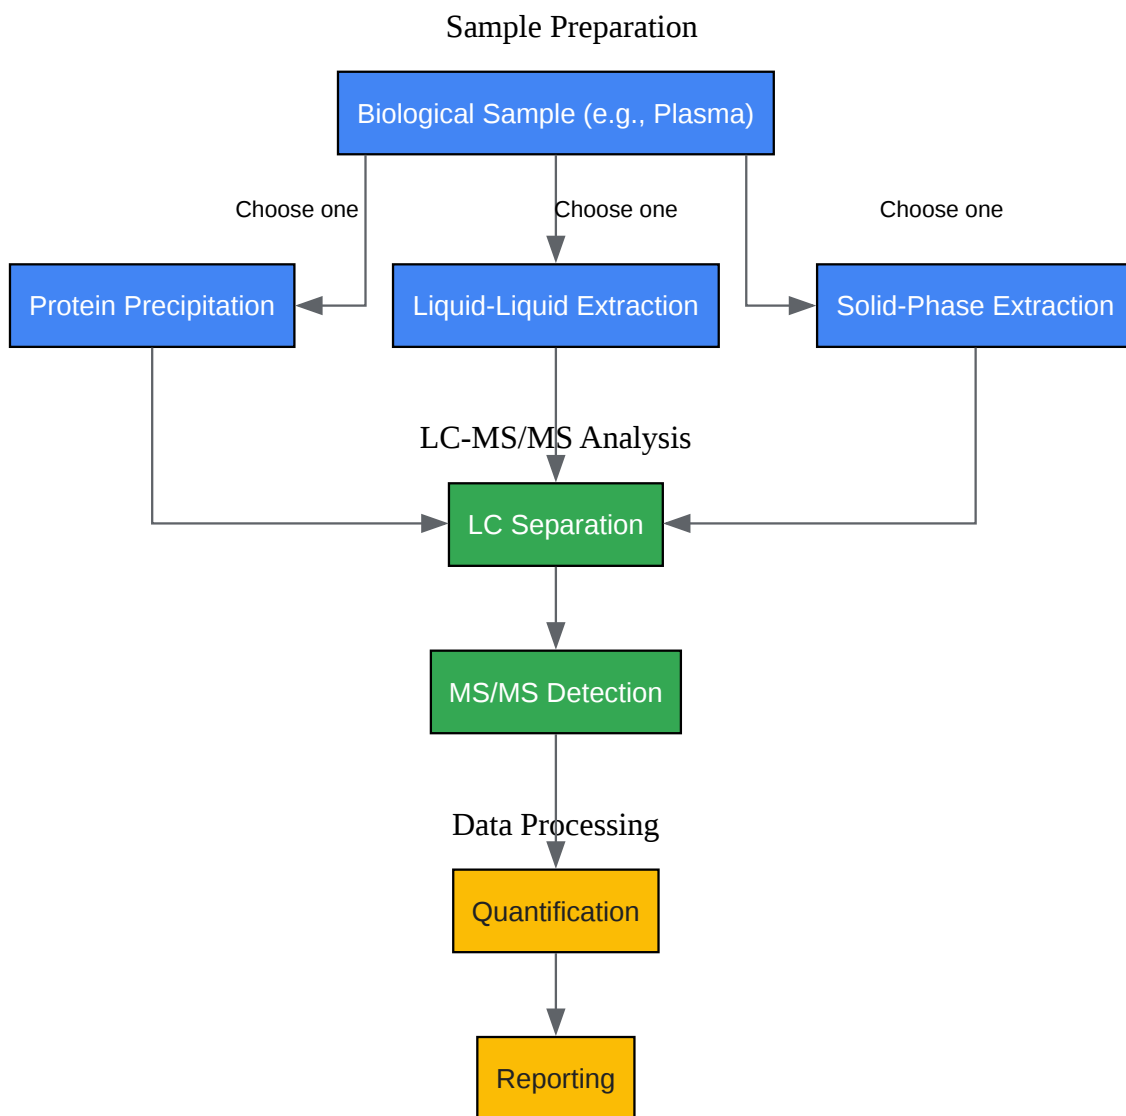 Sample Preparation
Biological Sample (e.g., Plasma)
Choose one
Choose one
Choose one
Protein Precipitation
Liquid-Liquid Extraction
Solid-Phase Extraction
LC-MS/MS Analysis
LC Separation
MS/MS Detection
Data Processing
Quantification
Reporting